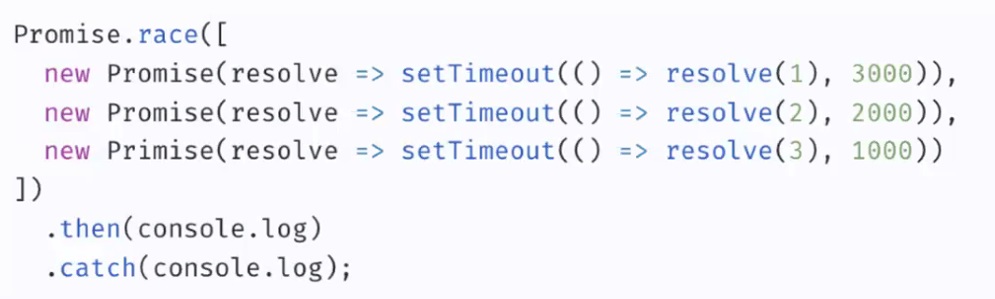 Promise.race([
  new Promise(resolve => setTimeout(() => resolve(1), 3000)),
  new Promise(resolve => setTimeout(() => resolve(2), 2000)),
  new Primise(resolve => setTimeout(() => resolve(3), 1000))
])
  .then(console.log)
  .catch(console.log);